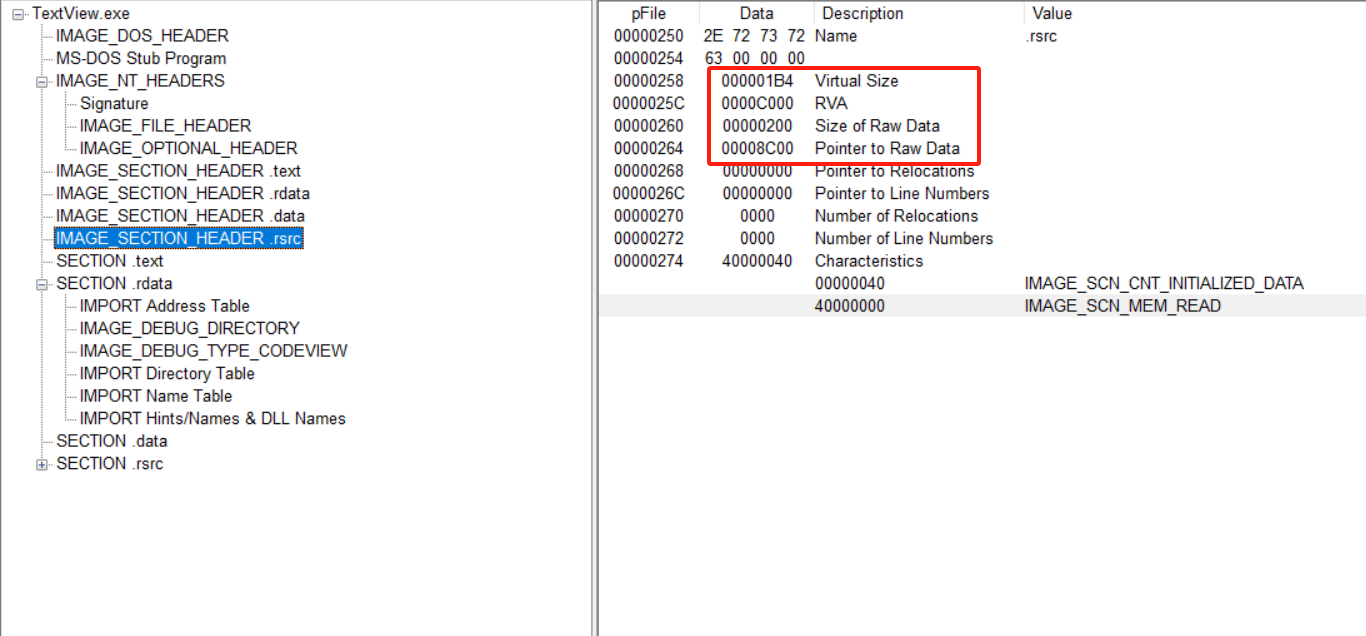 TextView.exe
IMAGE_DOS_HEADER
MS-DOS Stub Program
IMAGE_NT_HEADERS
Signature
IMAGE_FILE_HEADER
IMAGE_OPTIONAL_HEADER
IMAGE_SECTION_HEADER .text
IMAGE_SECTION_HEADER .rdata
IMAGE_SECTION_HEADER .data
IMAGE_SECTION_HEADER .rsrc
SECTION .text
SECTION .rdata
IMPORT Address Table
IMAGE_DEBUG_DIRECTORY
IMAGE_DEBUG_TYPE_CODEVIEW
IMPORT Directory Table
IMPORT Name Table
IMPORT Hints/Names & DLL Names
SECTION .data
SECTION .rsrc
pFile Data Description Value
00000250 2E 72 73 72 Name .rsrc
00000254 63 00 00 00
00000258 000001B4 Virtual Size
0000025C 0000C000 RVA
00000260 00000200 Size of Raw Data
00000264 00008C00 Pointer to Raw Data
00000268 00000000 Pointer to Relocations
0000026C 00000000 Pointer to Line Numbers
00000270 0000 Number of Relocations
00000272 0000 Number of Line Numbers
00000274 40000040 Characteristics
00000040 IMAGE_SCN_CNT_INITIALIZED_DATA
40000000 IMAGE_SCN_MEM_READ